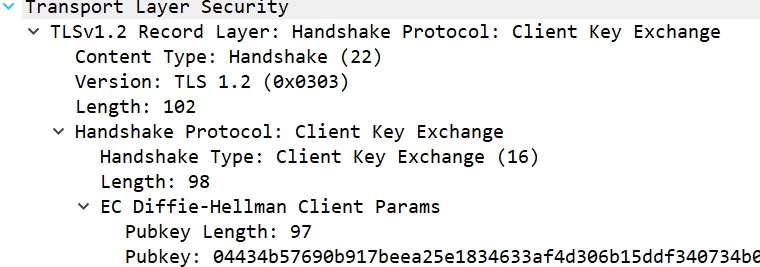 Transport Layer Security
TLSv1.2 Record Layer: Handshake Protocol: Client Key Exchange
Content Type: Handshake (22)
Version: TLS 1.2 (0x0303)
Length: 102
Handshake Protocol: Client Key Exchange
Handshake Type: Client Key Exchange (16)
Length: 98
EC Diffie-Hellman Client Params
Pubkey Length: 97
Pubkey: 04434b57690b917beea25e1834633af4d306b15ddf340734b0